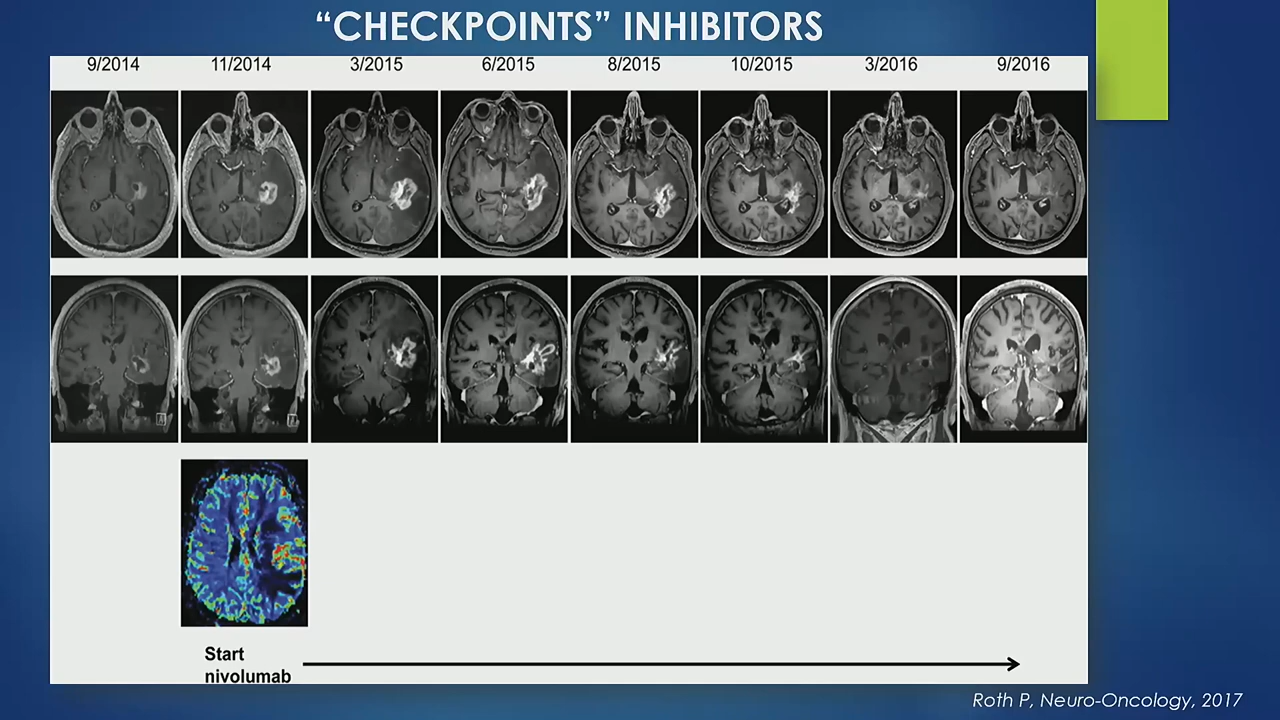 “CHECKPOINTS” INHIBITORS
9/2014 11/2014 3/2015 6/2015 8/2015 10/2015 3/2016 9/2016
Start
nivolumab
Roth P, Neuro-Oncology, 2017